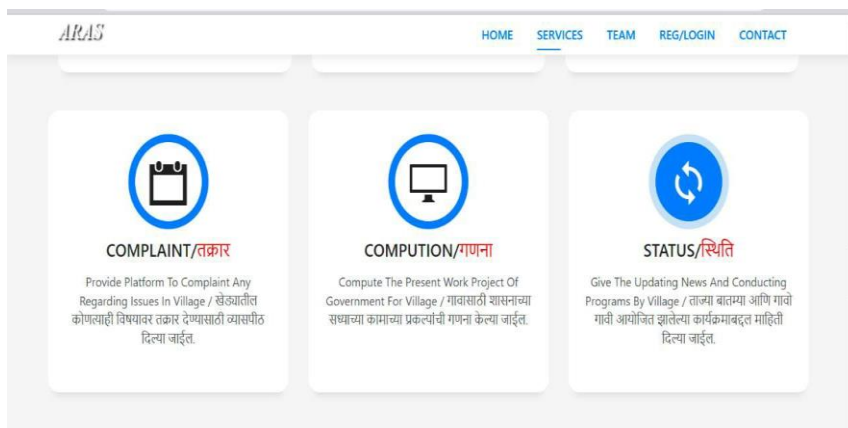 ARAS
HOME SERVICES TEAM REG/LOGIN CONTACT
COMPLAINT/तक्रार
Provide Platform To Complaint Any
Regarding Issues In Village / खेड्यातील
कोणत्याही विषयावर तक्रार देण्यासाठी व्यासपीठ
दिल्या जाईल.
COMPUTION/गणना
Compute The Present Work Project Of
Government For Village / गावासाठी शासनाच्या
सध्याच्या कामाच्या प्रकल्पांची गणना केल्या जाईल.
STATUS/स्थिति
Give The Updating News And Conducting
Programs By Village / ताज्या बातम्या आणि गावो
गावी आयोजित झालेल्या कार्यक्रमाबद्दल माहिती
दिल्या जाईल.